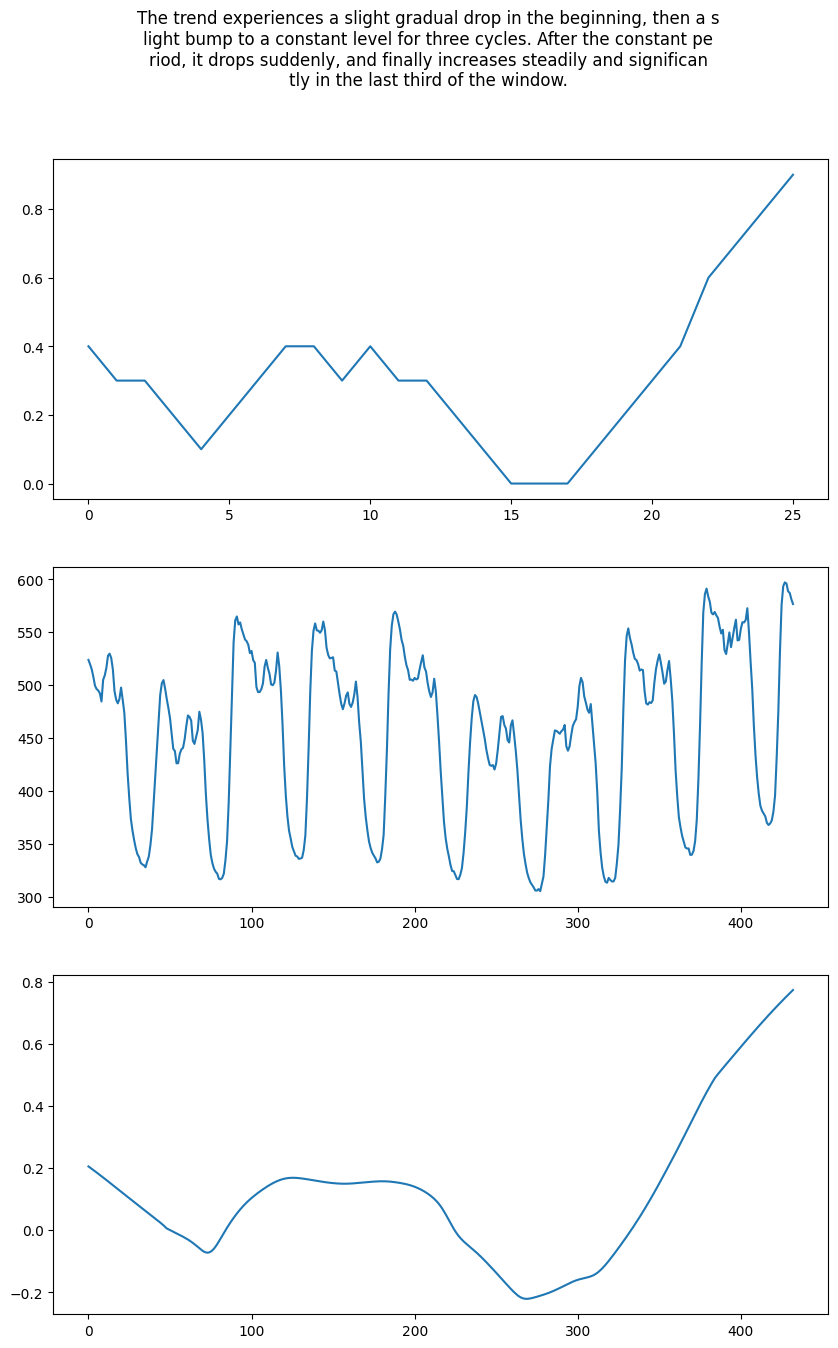 The trend experiences a slight gradual drop in the beginning, then a s
light bump to a constant level for three cycles. After the constant pe
riod, it drops suddenly, and finally increases steadily and significan
tly in the last third of the window.
0.8
0.6
0.4
0.2
0.0
0 5 10 15 20 25
600
550
500
450
400
350
300
0 100 200 300 400
0.8
0.6
0.4
0.2
0.0
−0.2
0 100 200 300 400